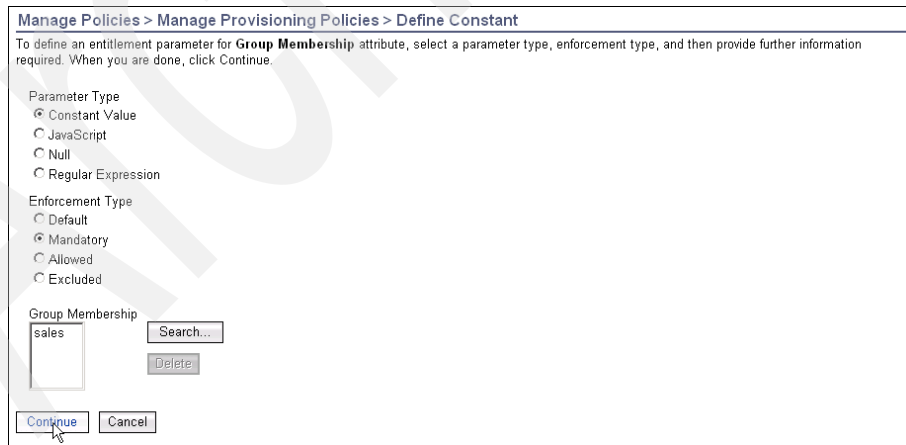 Manage Policies > Manage Provisioning Policies > Define Constant
To define an entitlement parameter for Group Membership attribute, select a parameter type, enforcement type, and then provide further information
required. When you are done, click Continue.
Parameter Type
Constant Value
JavaScript
Null
Regular Expression
Enforcement Type
Default
Mandatory
Allowed
Excluded
Group Membership
sales
Search...
Delete
Continue
Cancel